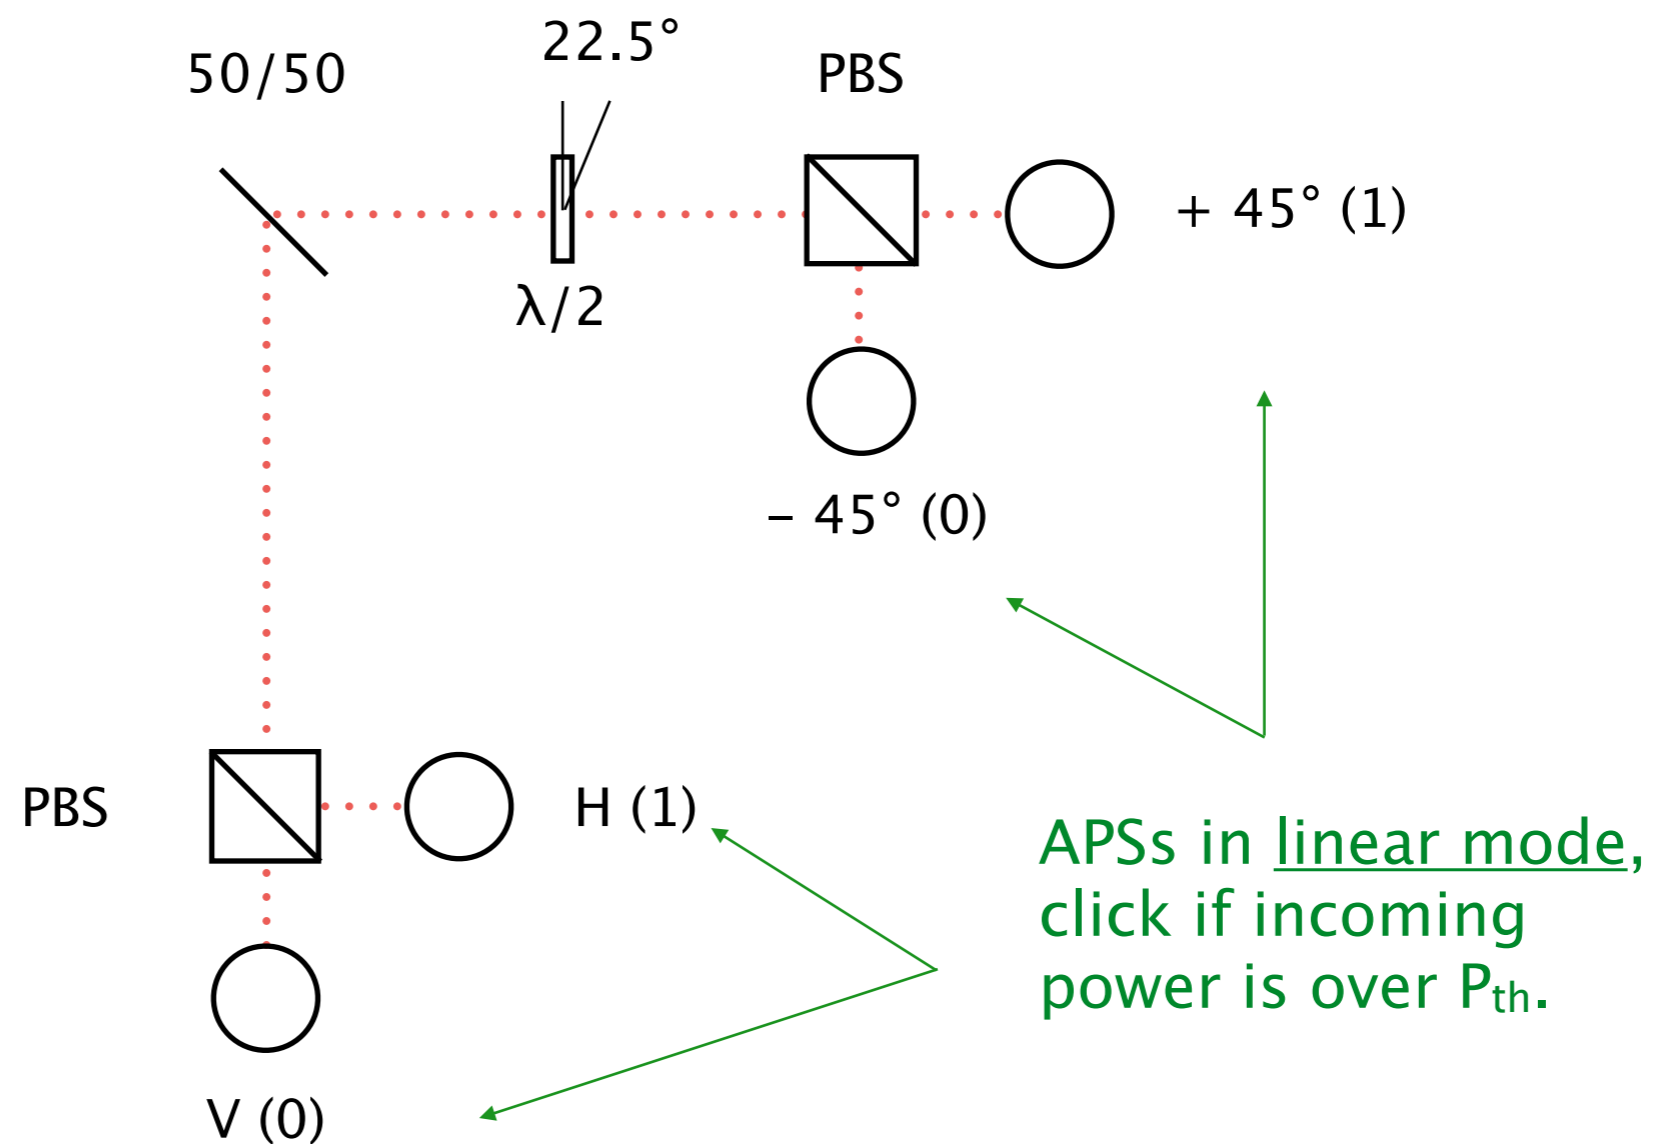 22.5°
50/50
PBS
+ 45° (1)
λ/2
– 45° (0)
PBS
H (1)
APSs in linear mode,
click if incoming
power is over Pth.
V (0)